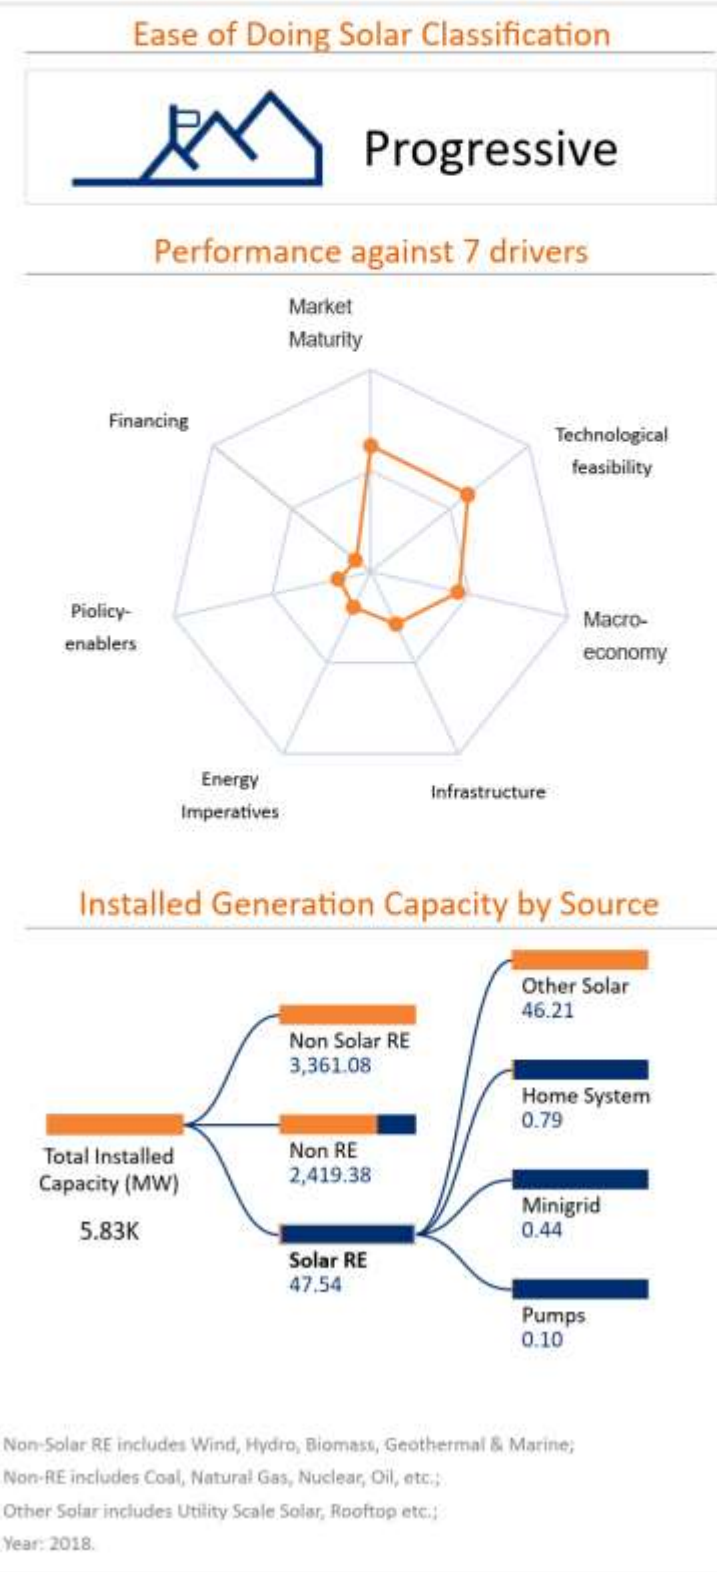 Ease of Doing Solar Classification
Progressive
Performance against 7 drivers
Market
Maturity
Financing
Technological
feasibility
Piolicy-
enablers
Macro-
economy
Energy
Imperatives
Infrastructure
Installed Generation Capacity by Source
Other Solar
46.21
Non Solar RE
3,361.08
Home System
0.79
Total Installed
Capacity (MW)
5.83K
Non RE
2,419.38
Minigrid
0.44
Solar RE
47.54
Pumps
0.10
Non-Solar RE includes Wind, Hydro, Biomass, Geothermal & Marine;
Non-RE includes Coal, Natural Gas, Nuclear, Oil, etc.;
Other Solar includes Utility Scale Solar, Rooftop etc.;
Year: 2018.